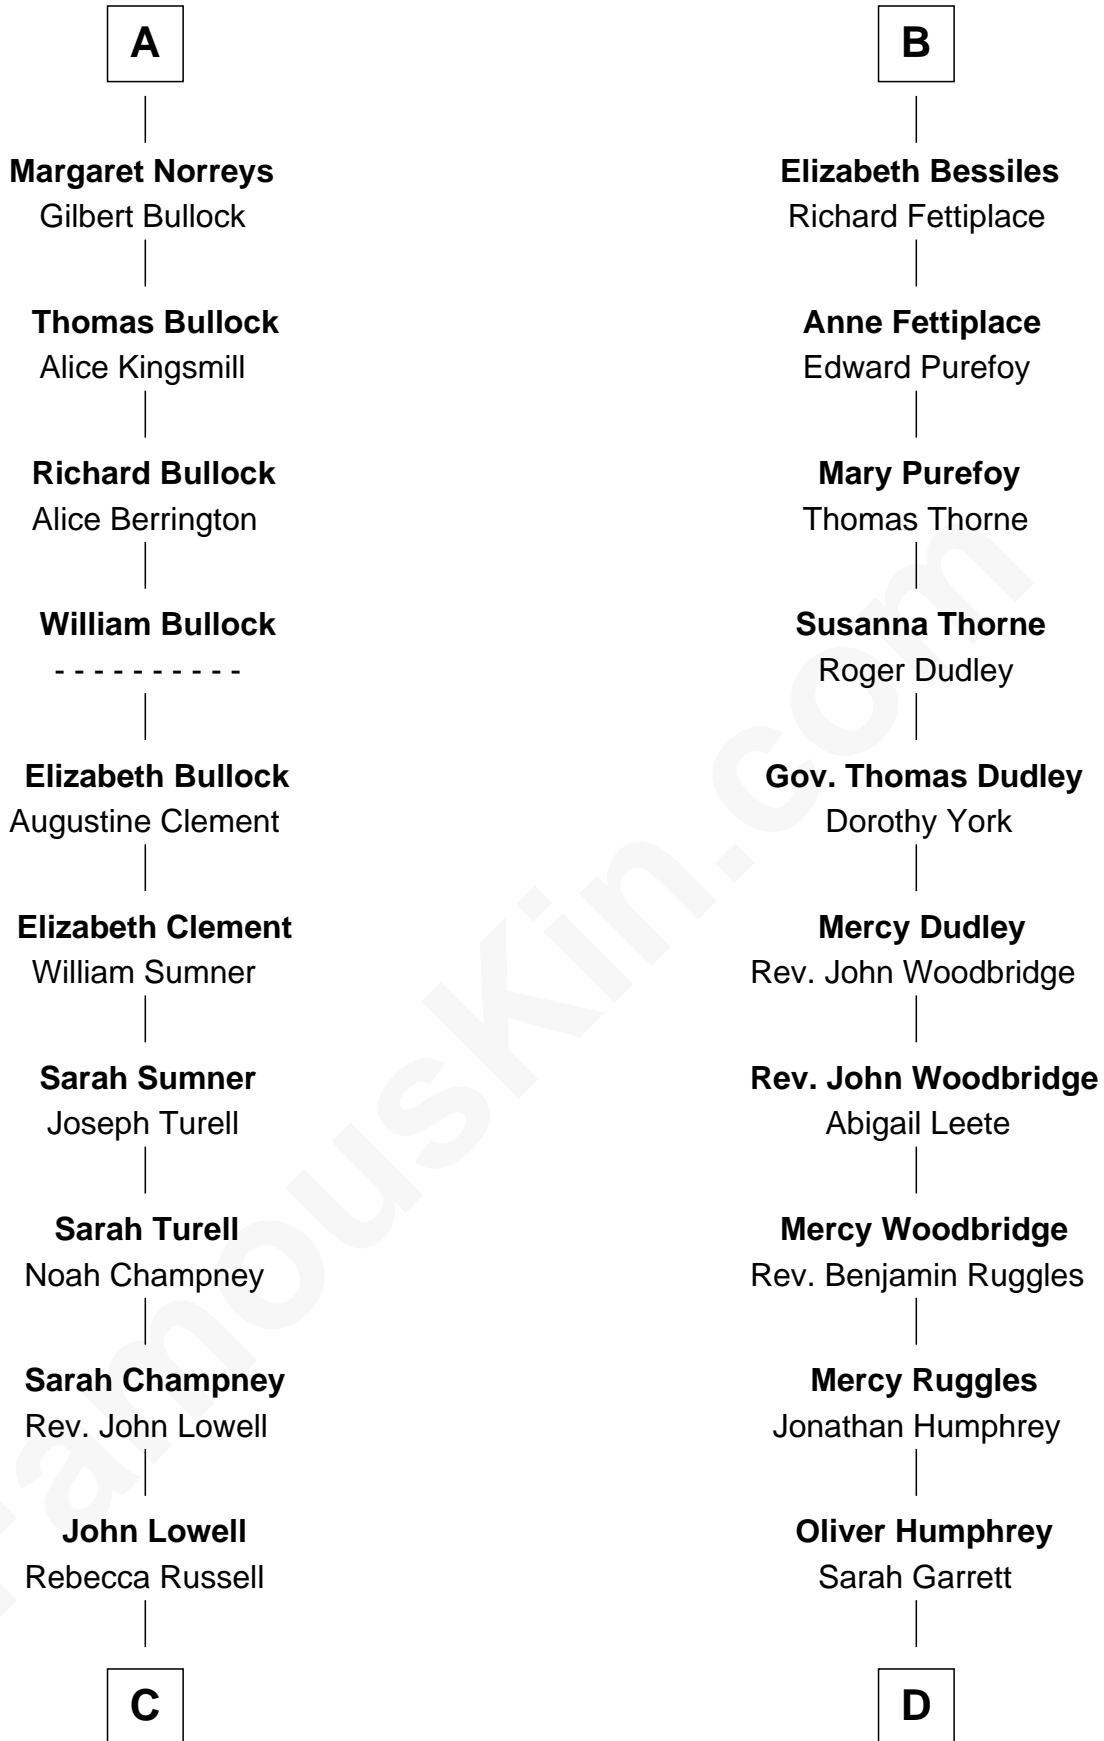 A
Margaret Norreys
Gilbert Bullock
Thomas Bullock
Alice Kingsmill
Richard Bullock
Alice Berrington
William Bullock
- - - - - - - - - -
Elizabeth Bullock
Augustine Clement
Elizabeth Clement
William Sumner
Sarah Sumner
Joseph Turell
Sarah Turell
Noah Champney
Sarah Champney
Rev. John Lowell
John Lowell
Rebecca Russell
C
B
Elizabeth Bessiles
Richard Fettiplace
Anne Fettiplace
Edward Purefoy
Mary Purefoy
Thomas Thorne
Susanna Thorne
Roger Dudley
Gov. Thomas Dudley
Dorothy York
Mercy Dudley
Rev. John Woodbridge
Rev. John Woodbridge
Abigail Leete
Mercy Woodbridge
Rev. Benjamin Ruggles
Mercy Ruggles
Jonathan Humphrey
Oliver Humphrey
Sarah Garrett
D
FamousKin.com